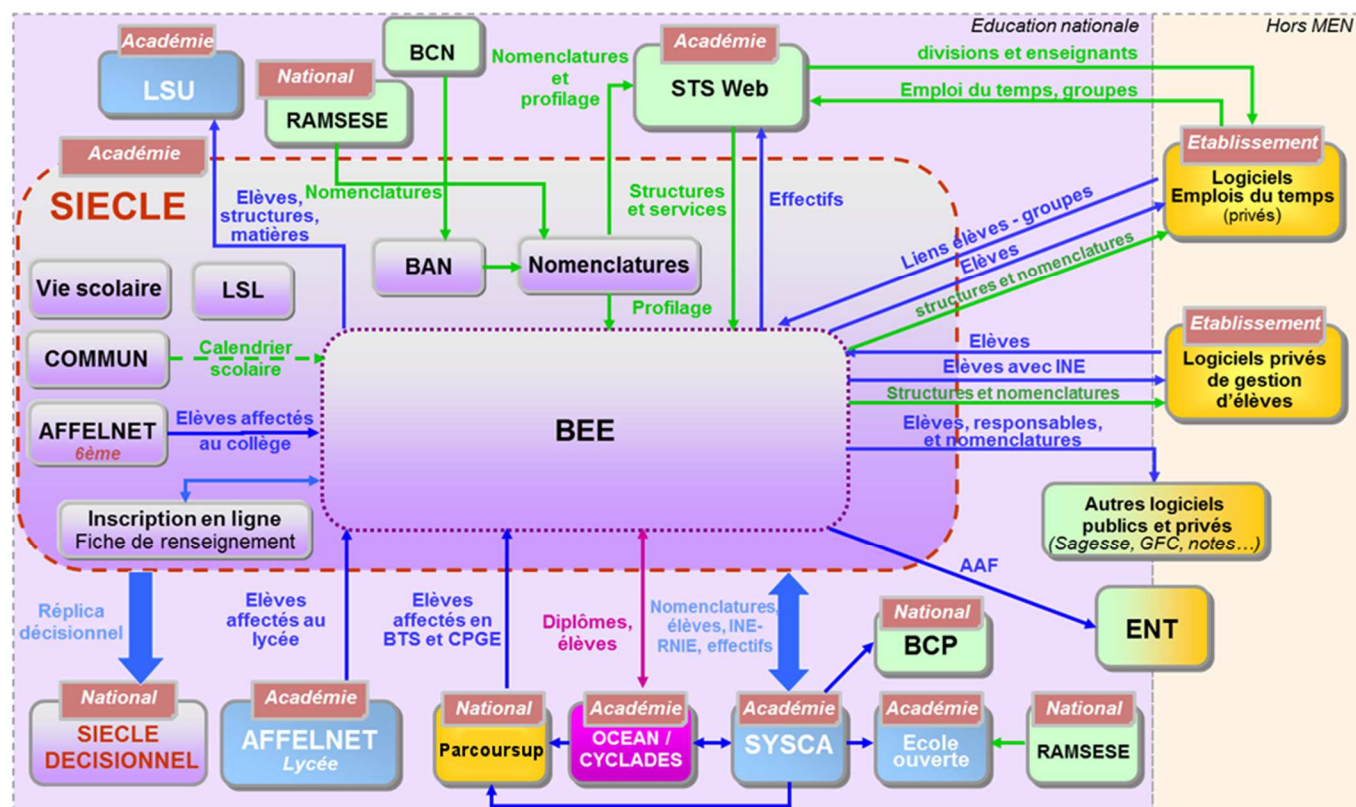 Education nationale
Hors MEN
Académie
LSU
National
RAMSESE
BCN
Nomenclatures
et
profilage
Académie
STS Web
divisions et enseignants
Emploi du temps, groupes
Etablissement
Logiciels
Emplois du temps
(privés)
Académie
SIECLE
Elèves,
structures,
matières
Nomenclatures
Structures
et services
Effectifs
Liens élèves - groupes
Elèves
structures et nomenclatures
BAN
Nomenclatures
Profilage
Vie scolaire
LSL
COMMUN
Calendrier
scolaire
AFFELNET
6ème
Elèves affectés
au collège
Inscription en ligne
Fiche de renseignement
BEE
Etablissement
Logiciels privés
de gestion
d'élèves
Elèves
Elèves avec INE
Structures et nomenclatures
Elèves, responsables,
et nomenclatures
Autres logiciels
publics et privés
(Sagesse, GFC, notes…)
AAF
ENT
Réplica
décisionnel
Elèves
affectés au
lycée
Elèves
affectés en
BTS et CPGE
Diplômes,
élèves
Nomenclatures,
élèves, INE-
RNIE, effectifs
National
BCP
National
SIECLE
DECISIONNEL
Académie
AFFELNET
Lycée
National
Parcoursup
Académie
OCEAN /
CYCLADES
Académie
SYSCA
Académie
Ecole
ouverte
National
RAMSESE